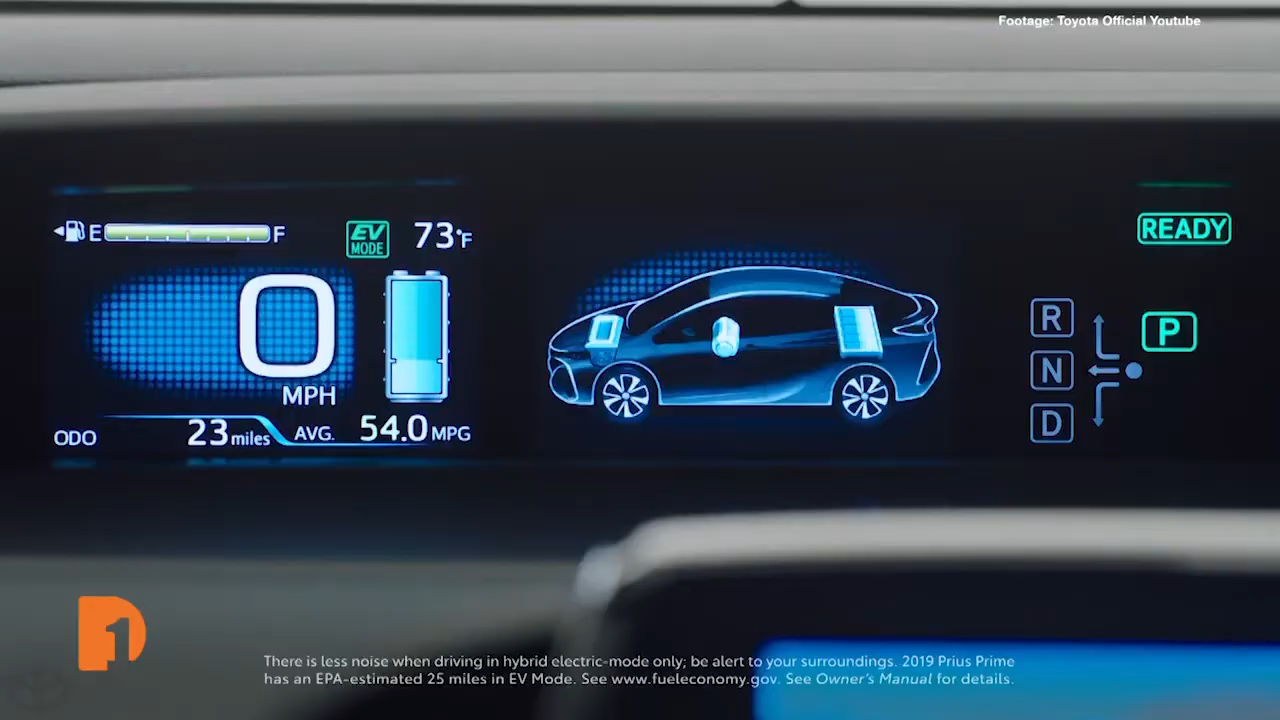 Footage: Toyota Official Youtube
E F
EV MODE
73°F
READY
0
MPH
R
N
D
P
ODO 23 miles AVG. 54.0 MPG
D1
There is less noise when driving in hybrid electric-mode only; be alert to your surroundings. 2019 Prius Prime
has an EPA-estimated 25 miles in EV Mode. See www.fueleconomy.gov. See Owner's Manual for details.